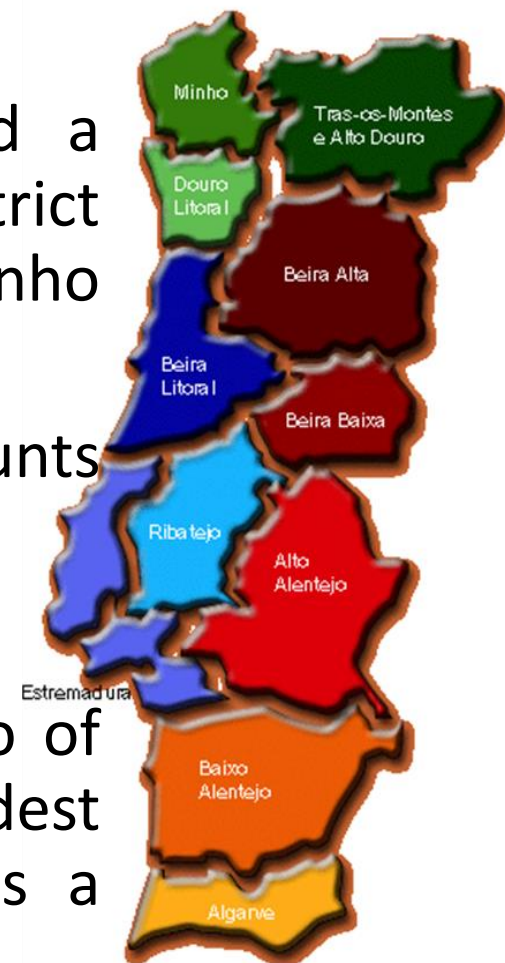 d a
trict
nho
unts
o of
dest
s a
Minho
Tras-os-Montes
e Alto Douro
Douro
Litoral
Beira Alta
Beira
Litoral
Beira Baixa
Ribatejo
Alto
Alentejo
Estremadura
Baixo
Alentejo
Algarve